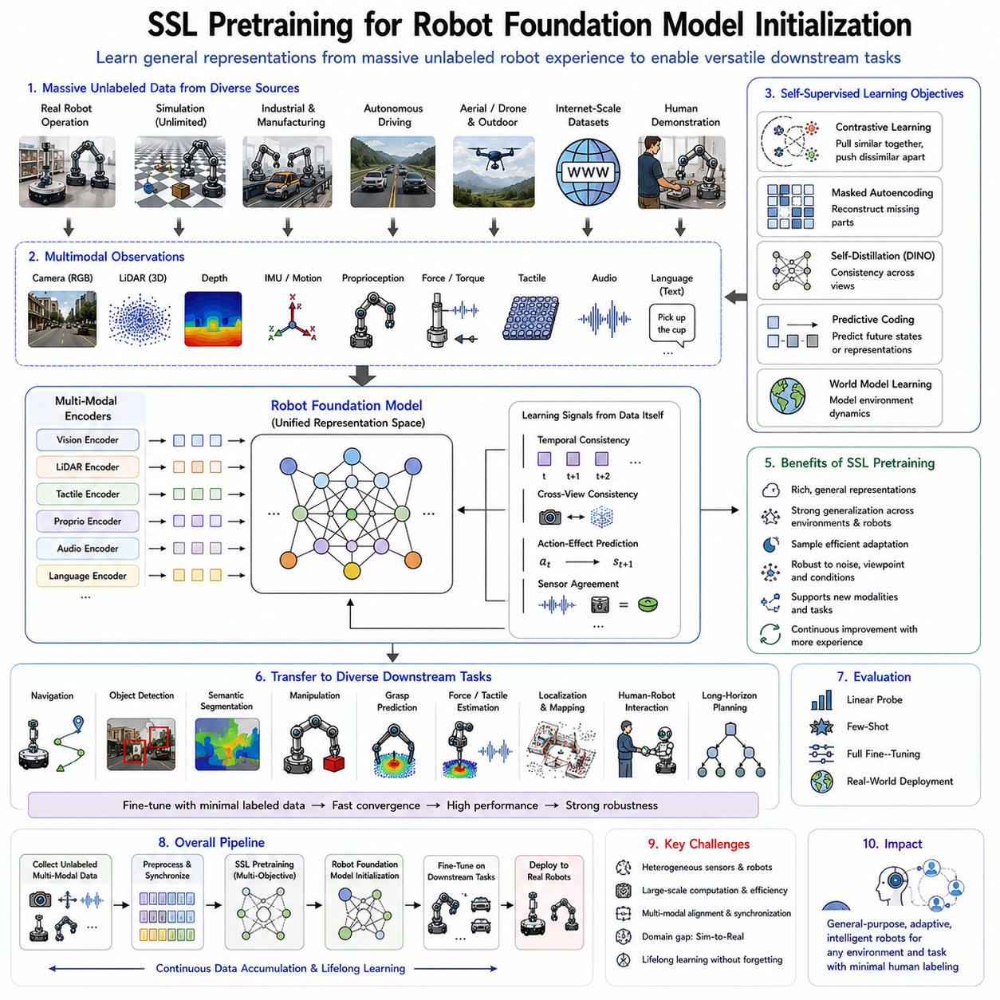 SSL Pretraining for Robot Foundation Model Initialization
Learn general representations from massive unlabeled robot experience to enable versatile downstream tasks
1. Massive Unlabeled Data from Diverse Sources
Real Robot
Operation
Simulation
(Unlimited)
Industrial &
Manufacturing
Autonomous
Driving
Aerial / Drone
& Outdoor
Internet-Scale
Datasets
WWW
Human
Demonstration
2. Multimodal Observations
Camera (RGB)
LiDAR (3D)
Depth
IMU / Motion
X
R
Z
A
X
A
Proprioception
Force / Torque
Tactile
Audio
Language
(Text)
Pick up
the cup
...
3. Self-Supervised Learning Objectives
Contrastive Learning
Pull similar together,
push dissimilar apart
Masked Autoencoding
Reconstruct missing
parts
Self-Distillation (DINO)
Consistency across
views
Predictive Coding
Predict future states
or representations
World Model Learning
Model environment
dynamics
Multi-Modal
Encoders
Vision Encoder
LiDAR Encoder
Tactile Encoder
Proprio Encoder
Audio Encoder
Language Encoder
...
Robot Foundation Model
(Unified Representation Space)
...
...
Learning Signals from Data Itself
Temporal Consistency
...
t t+1 t+2
Cross-View Consistency
Action-Effect Prediction
a_t → s_{t+1}
Sensor Agreement
=
...
5. Benefits of SSL Pretraining
Rich, general representations
Strong generalization across
environments & robots
Sample efficient adaptation
Robust to noise, viewpoint
and conditions
Supports new modalities
and tasks
Continuous improvement with
more experience
6. Transfer to Diverse Downstream Tasks
Navigation
Object Detection
Semantic
Segmentation
Manipulation
Grasp
Prediction
Force / Tactile
Estimation
Localization
& Mapping
Human-Robot
Interaction
Long-Horizon
Planning
Fine-tune with minimal labeled data → Fast convergence → High performance → Strong robustness
7. Evaluation
Linear Probe
Few-Shot
Full Fine--Tuning
Real-World Deployment
8. Overall Pipeline
Collect Unlabeled
Multi-Modal Data
...
Preprocess &
Synchronize
SSL Pretraining
(Multi-Objective)
Robot Foundation
Model Initialization
Fine-Tune on
Downstream Tasks
...
Deploy to
Real Robots
Continuous Data Accumulation & Lifelong Learning
9. Key Challenges
Heterogeneous sensors & robots
Large-scale computation & efficiency
Multi-modal alignment & synchronization
Domain gap: Sim-to-Real
Lifelong learning without forgetting
10. Impact
General-purpose, adaptive,
intelligent robots for
any environment and task
with minimal human labeling